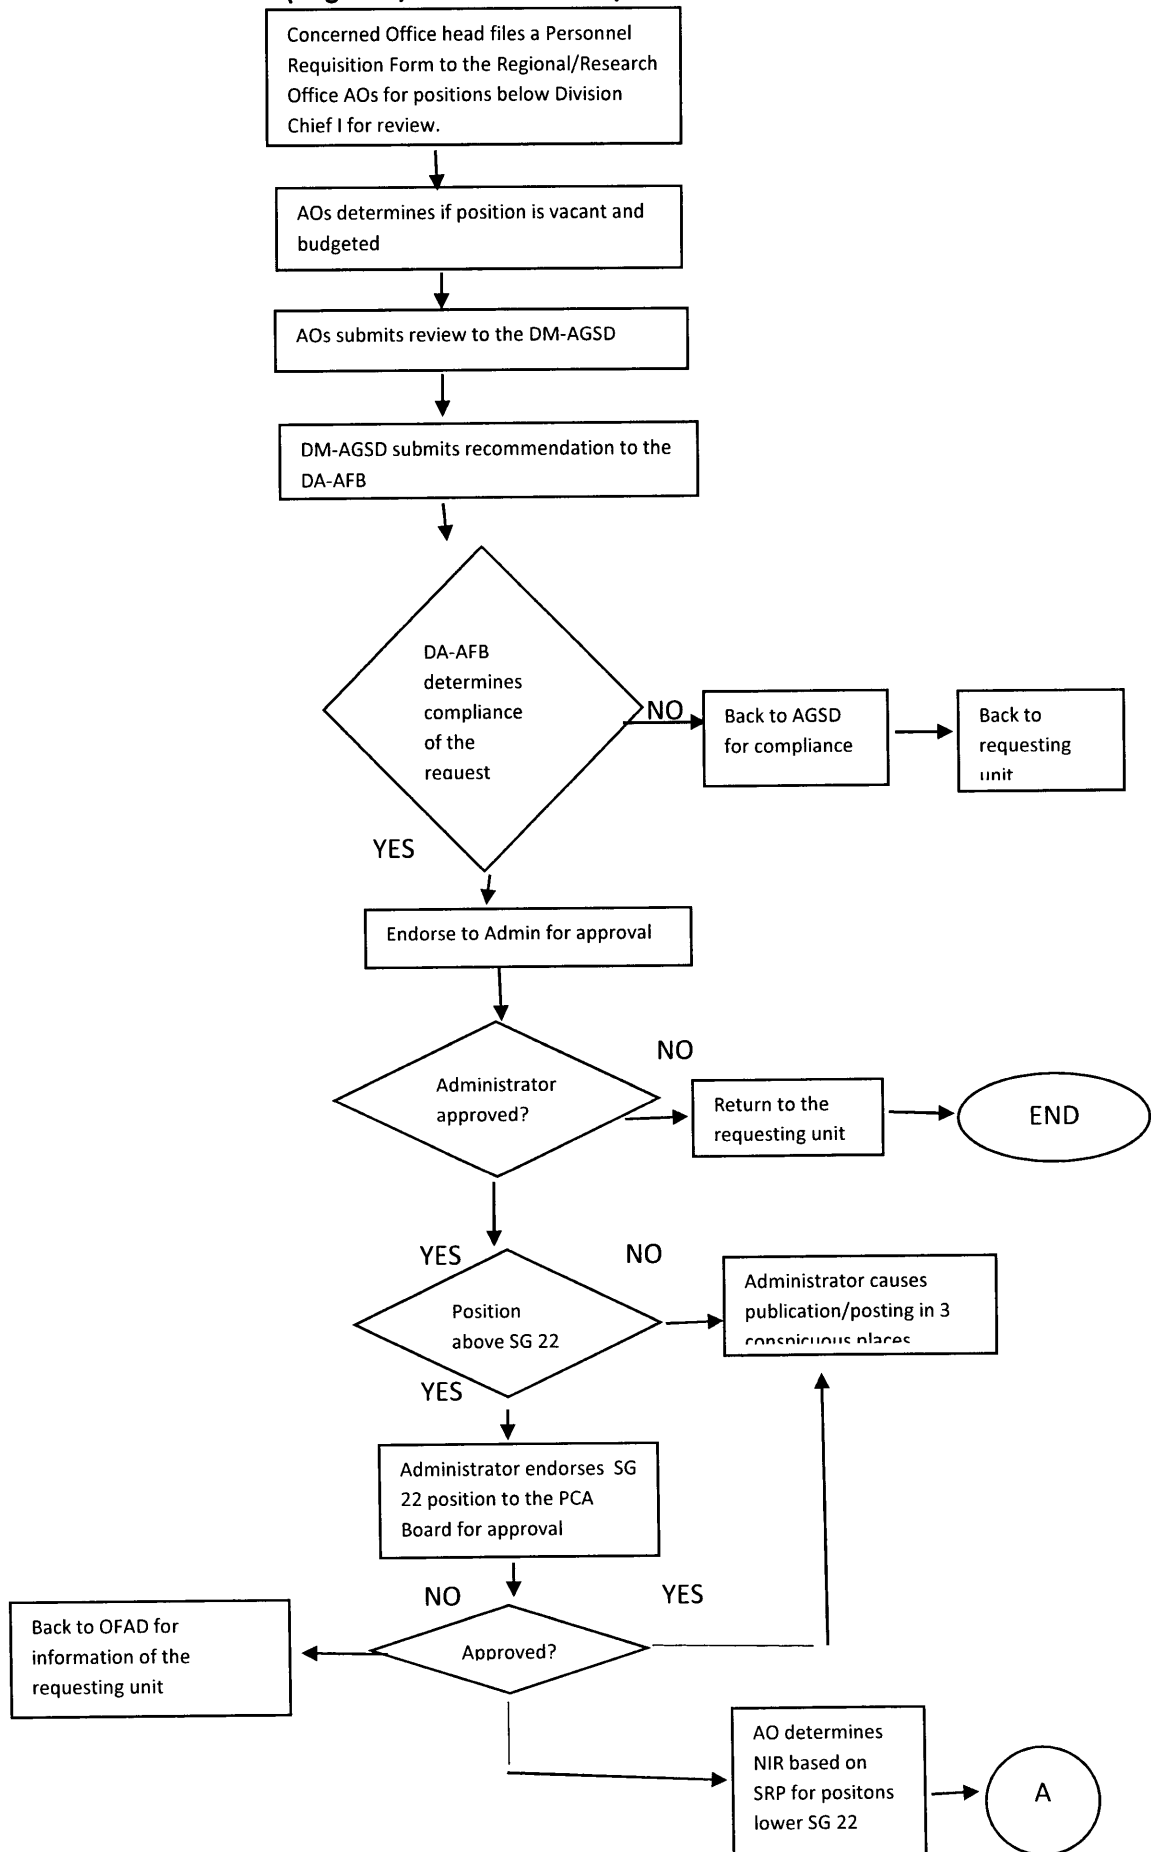 Concerned Office head files a Personnel
Requisition Form to the Regional/Research
Office AOs for positions below Division
Chief I for review.
AOs determines if position is vacant and
budgeted
AOs submits review to the DM-AGSD
DM-AGSD submits recommendation to the
DA-AFB
DA-AFB
determines
compliance
of the
request
NO
Back to AGSD
for compliance
Back to
requesting
unit
YES
Endorse to Admin for approval
Administrator
approved?
NO
Return to the
requesting unit
END
YES
NO
Position
above SG 22
Administrator causes
publication/posting in 3
conspicuous places
YES
Administrator endorses SG
22 position to the PCA
Board for approval
NO
YES
Approved?
Back to OFAD for
information of the
requesting unit
AO determines
NIR based on
SRP for positons
lower SG 22
A